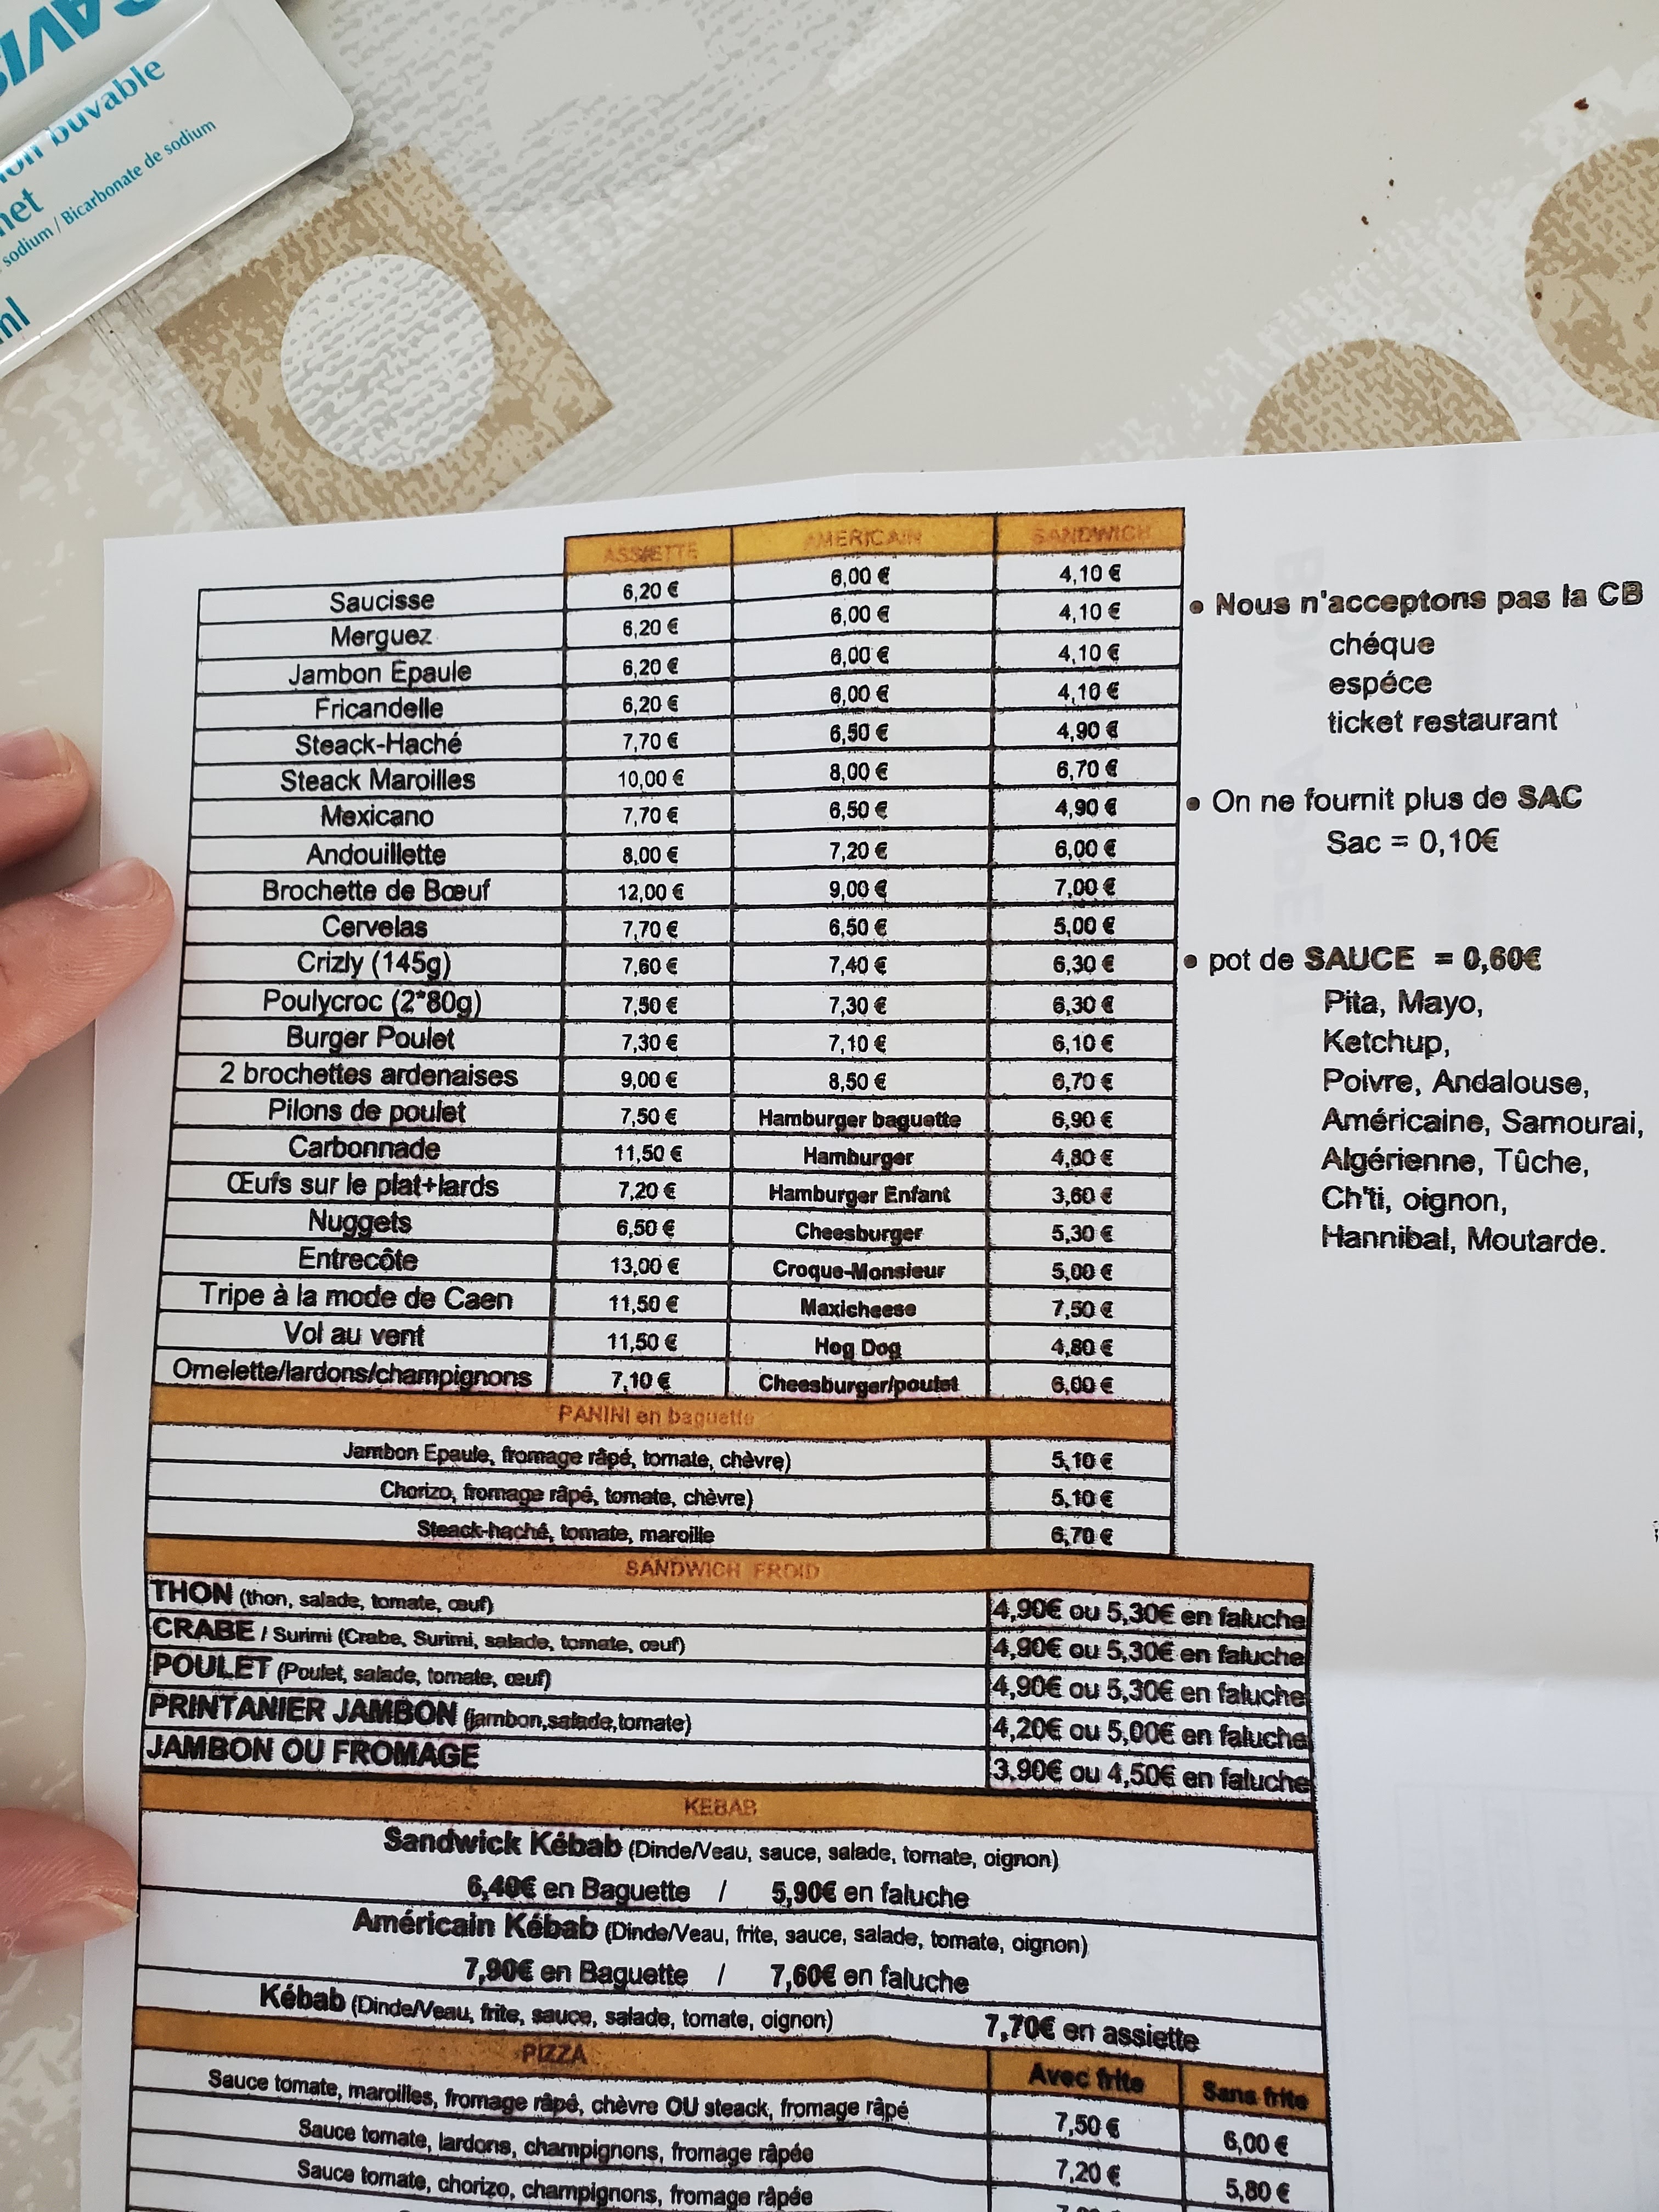 ion buvable
net
sodium / Bicarbonate de sodium
ml
ASSIETTE AMERICAIN SANDWICH
Saucisse 6,20 € 6,00 € 4,10 €
Merguez 6,20 € 6,00 € 4,10 €
Jambon Epaule 6,20 € 6,00 € 4,10 €
Fricandelle 6,20 € 6,00 € 4,10 €
Steack-Haché 7,70 € 6,50 € 4,90 €
Steack Maroilles 10,00 € 8,00 € 6,70 €
Mexicano 7,70 € 6,50 € 4,90 €
Andouillette 8,00 € 7,20 € 6,00 €
Brochette de Bœuf 12,00 € 9,00 € 7,00 €
Cervelas 7,70 € 6,50 € 5,00 €
Crizly (145g) 7,60 € 7,40 € 6,30 €
Poulycroc (2*80g) 7,50 € 7,30 € 6,30 €
Burger Poulet 7,30 € 7,10 € 6,10 €
2 brochettes ardenaises 9,00 € 8,50 € 6,70 €
Pilons de poulet 7,50 € Hamburger baguette 6,90 €
Carbonnade 11,50 € Hamburger 4,80 €
Œufs sur le plat+lards 7,20 € Hamburger Enfant 3,60 €
Nuggets 6,50 € Cheesburger 5,30 €
Entrecôte 13,00 € Croque-Monsieur 5,00 €
Tripe à la mode de Caen 11,50 € Maxicheese 7,50 €
Vol au vent 11,50 € Hog Dog 4,80 €
Omelette/lardons/champignons 7,10 € Cheesburger/poulet 6,00 €
PANINI en baguette
Jambon Epaule, fromage râpé, tomate, chèvre) 5,10 €
Chorizo, fromage râpé, tomate, chèvre) 5,10 €
Steack-haché, tomate, maroille 6,70 €
SANDWICH FROID
THON (thon, salade, tomate, œuf) 4,90€ ou 5,30€ en faluche
CRABE / Surimi (Crabe, Surimi, salade, tomate, œuf) 4,90€ ou 5,30€ en faluche
POULET (Poulet, salade, tomate, œuf) 4,90€ ou 5,30€ en faluche
PRINTANIER JAMBON (jambon,salade,tomate) 4,20€ ou 5,00€ en faluche
JAMBON OU FROMAGE 3,90€ ou 4,50€ en faluche
KEBAB
Sandwick Kébab (Dinde/Veau, sauce, salade, tomate, oignon)
6,40€ en Baguette / 5,90€ en faluche
Américain Kébab (Dinde/Veau, frite, sauce, salade, tomate, oignon)
7,90€ en Baguette / 7,60€ en faluche
Kébab (Dinde/Veau, frite, sauce, salade, tomate, oignon) 7,70€ en assiette
PIZZA Avec frite Sans frite
Sauce tomate, maroilles, fromage râpé, chèvre OU steack, fromage râpé 7,50 € 6,00 €
Sauce tomate, lardons, champignons, fromage râpée 7,20 € 5,80 €
Sauce tomate, chorizo, champignons, fromage râpée
• Nous n'acceptons pas la CB
chéque
espéce
ticket restaurant
• On ne fournit plus de SAC
Sac = 0,10€
• pot de SAUCE = 0,60€
Pita, Mayo,
Ketchup,
Poivre, Andalouse,
Américaine, Samourai,
Algérienne, Tûche,
Ch'ti, oignon,
Hannibal, Moutarde.